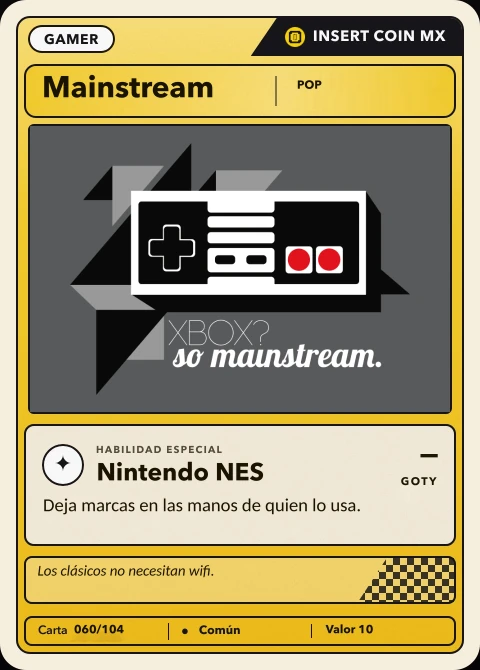 GAMER
INSERT COIN MX
Mainstream
POP
XBOX?
so mainstream.
HABILIDAD ESPECIAL
Nintendo NES
–
GOTY
Deja marcas en las manos de quien lo usa.
Los clásicos no necesitan wifi.
Carta 060/104 • Común Valor 10